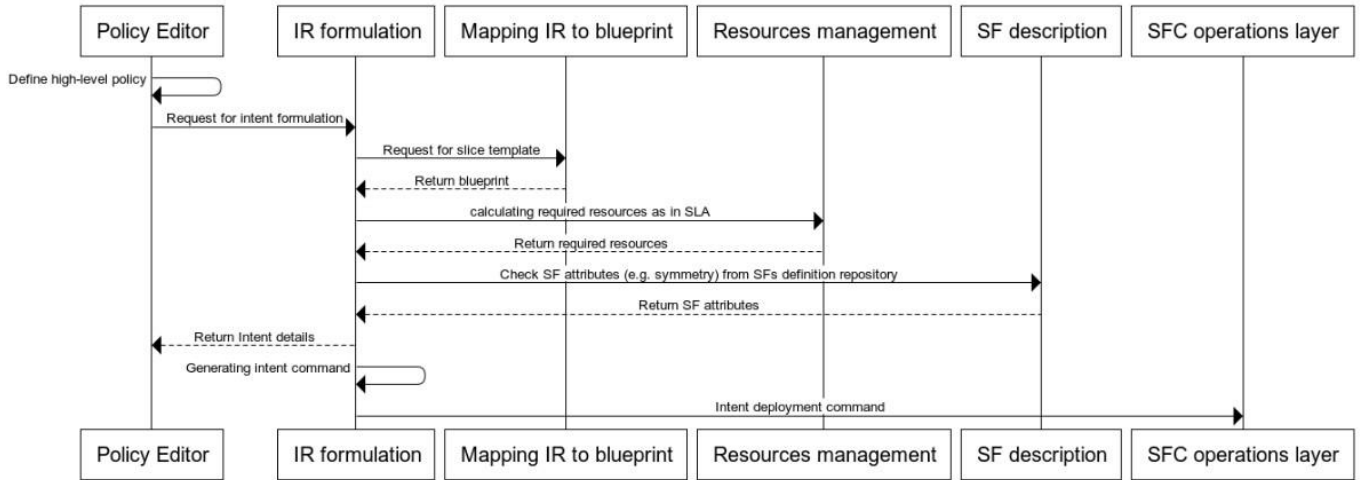 Policy Editor
IR formulation
Mapping IR to blueprint
Resources management
SF description
SFC operations layer
Define high-level policy
Request for intent formulation
Request for slice template
Return blueprint
calculating required resources as in SLA
Return required resources
Check SF attributes (e.g. symmetry) from SFs definition repository
Return SF attributes
Return Intent details
Generating intent command
Intent deployment command
Policy Editor
IR formulation
Mapping IR to blueprint
Resources management
SF description
SFC operations layer